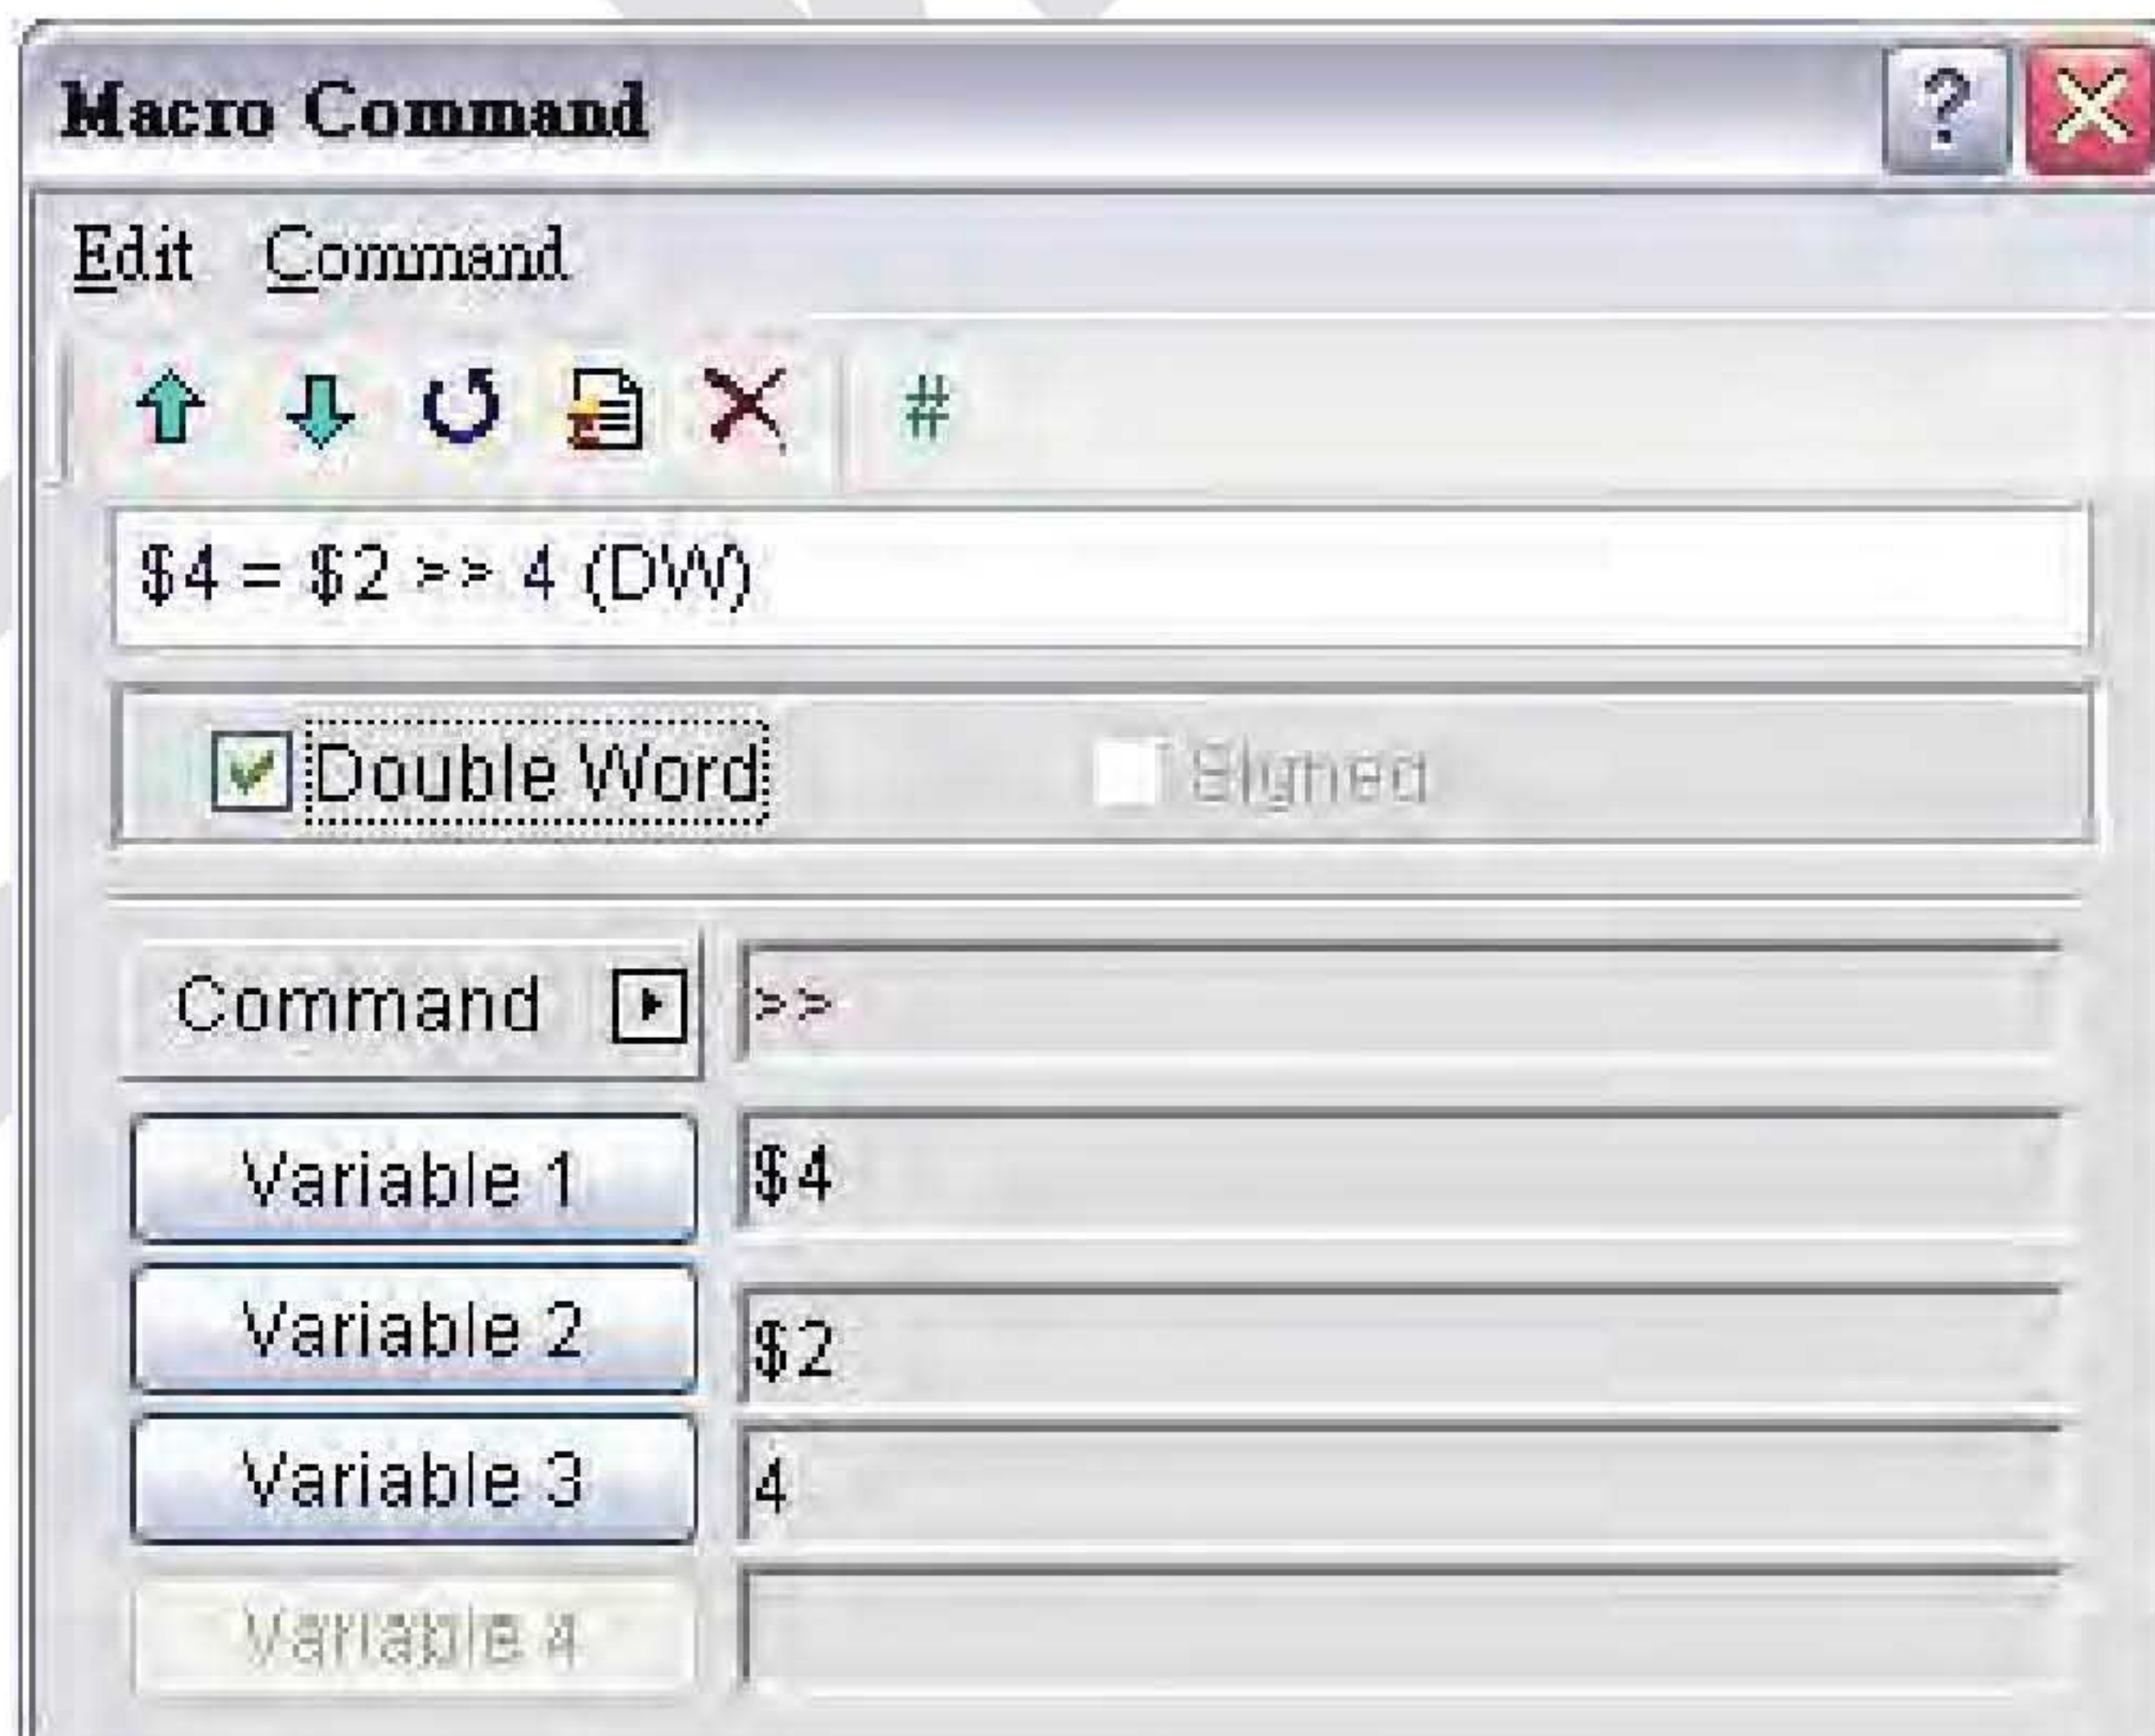 Macro Command
?
Edit Command
#
$4 = $2 >> 4 (DW)
Double Word Signed
Command >>
Variable 1 $4
Variable 2 $2
Variable 3 4
Variable 4